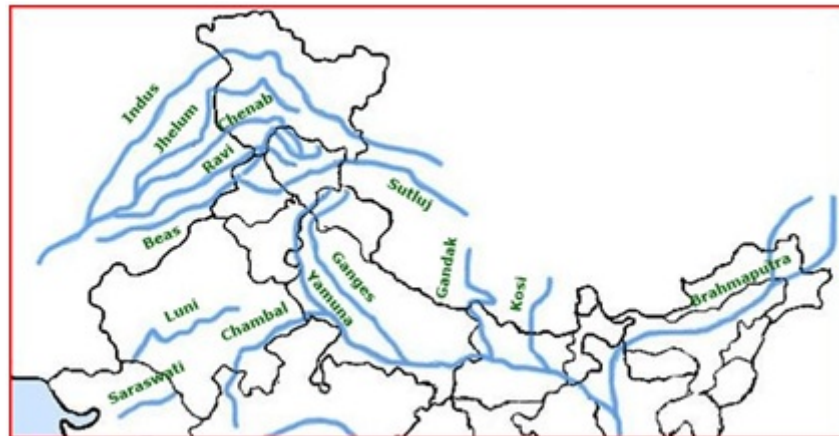 Indus
Jhelum
Chenab
Ravi
Sutluj
Beas
Gandak
Kosi
Brahmaputra
Ganges
Yamuna
Luni
Chambal
Saraswati